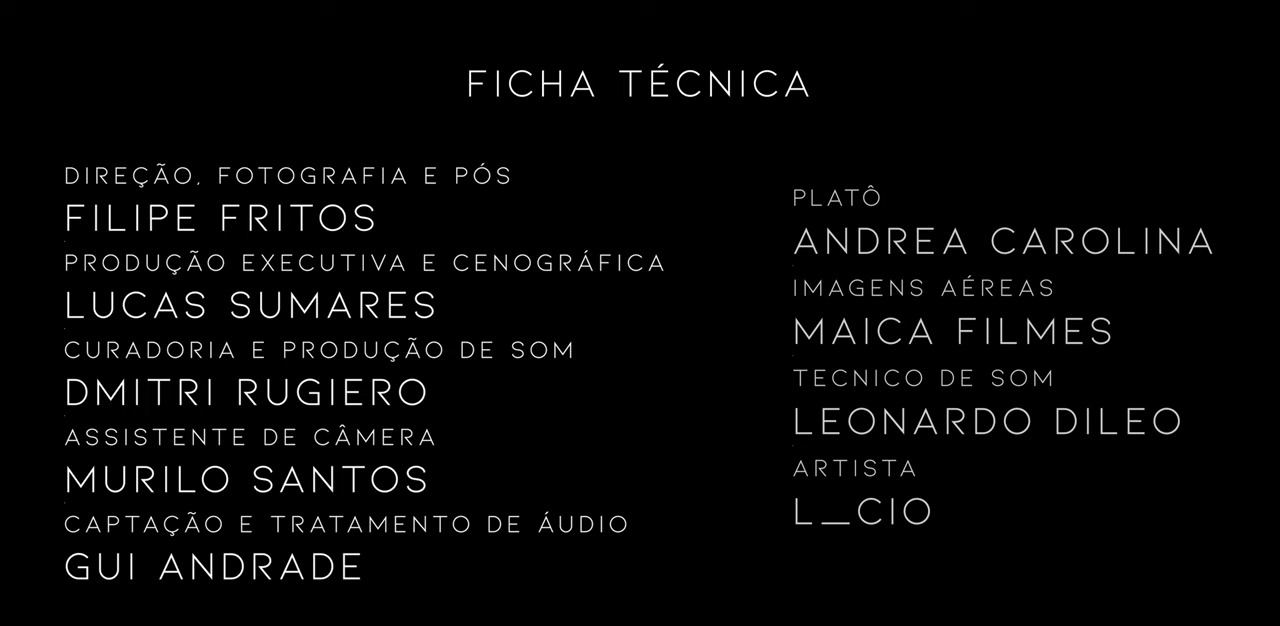 FICHA TÉCNICA
DIREÇÃO, FOTOGRAFIA E PÓS
FILIPE FRITOS
PRODUÇÃO EXECUTIVA E CENOGRÁFICA
LUCAS SUMARES
CURADORIA E PRODUÇÃO DE SOM
DMITRI RUGIERO
ASSISTENTE DE CÂMERA
MURILO SANTOS
CAPTAÇÃO E TRATAMENTO DE ÁUDIO
GUI ANDRADE
PLATÔ
ANDREA CAROLINA
IMAGENS AÉREAS
MAICA FILMES
TECNICO DE SOM
LEONARDO DILEO
ARTISTA
L_CIO